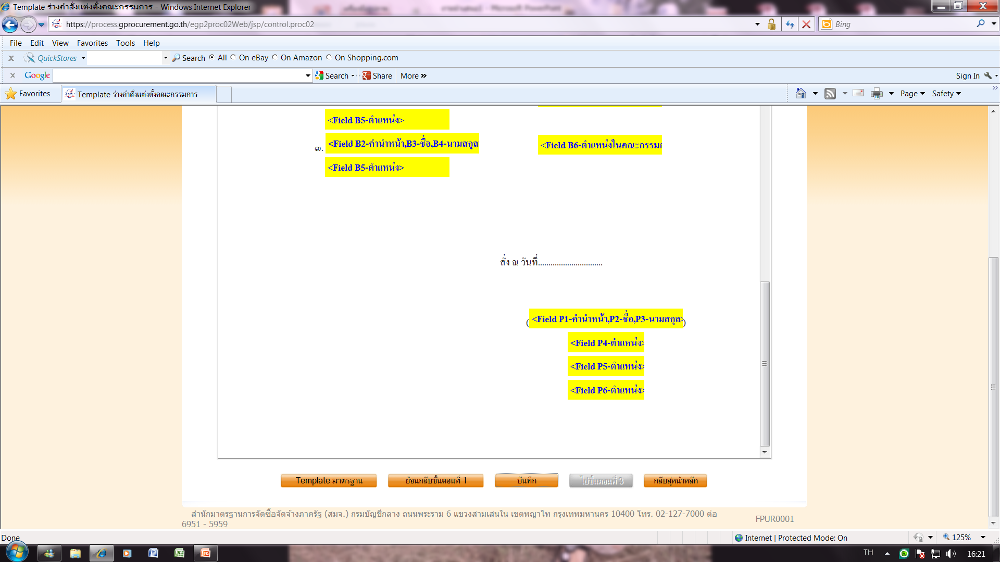 Template ร่างคำสั่งแต่งตั้งคณะกรรมการ - Windows Internet Explorer
https://process.gprocurement.go.th/egp2proc02Web/jsp/control.proc02
Bing
File Edit View Favorites Tools Help
x QuickStores Search All On eBay On Amazon On Shopping.com
x Google Search Share More »
Sign In
Favorites
Template ร่างคำสั่งแต่งตั้งคณะกรรมการ
Page Safety »
<Field B5-ตำแหน่ง>
๓. <Field B2-คำนำหน้า,B3-ชื่อ,B4-นามสกุล>
<Field B6-ตำแหน่งในคณะกรรมก
<Field B5-ตำแหน่ง>
สั่ง ณ วันที่...............................
(<Field P1-คำนำหน้า,P2-ชื่อ,P3-นามสกุล>)
<Field P4-ตำแหน่ง>
<Field P5-ตำแหน่ง>
<Field P6-ตำแหน่ง>
Template มาตรฐาน ย้อนกลับขั้นตอนที่ 1 บันทึก ไปขั้นตอนที่ 3 กลับสู่หน้าหลัก
สำนักมาตรฐานการจัดซื้อจัดจ้างภาครัฐ (สมจ.) กรมบัญชีกลาง ถนนพระราม 6 แขวงสามเสนใน เขตพญาไท กรุงเทพมหานคร 10400 โทร. 02-127-7000 ต่อ
6951 - 5959
FPUR0001
Done
Internet | Protected Mode: On
125%
TH
16:21